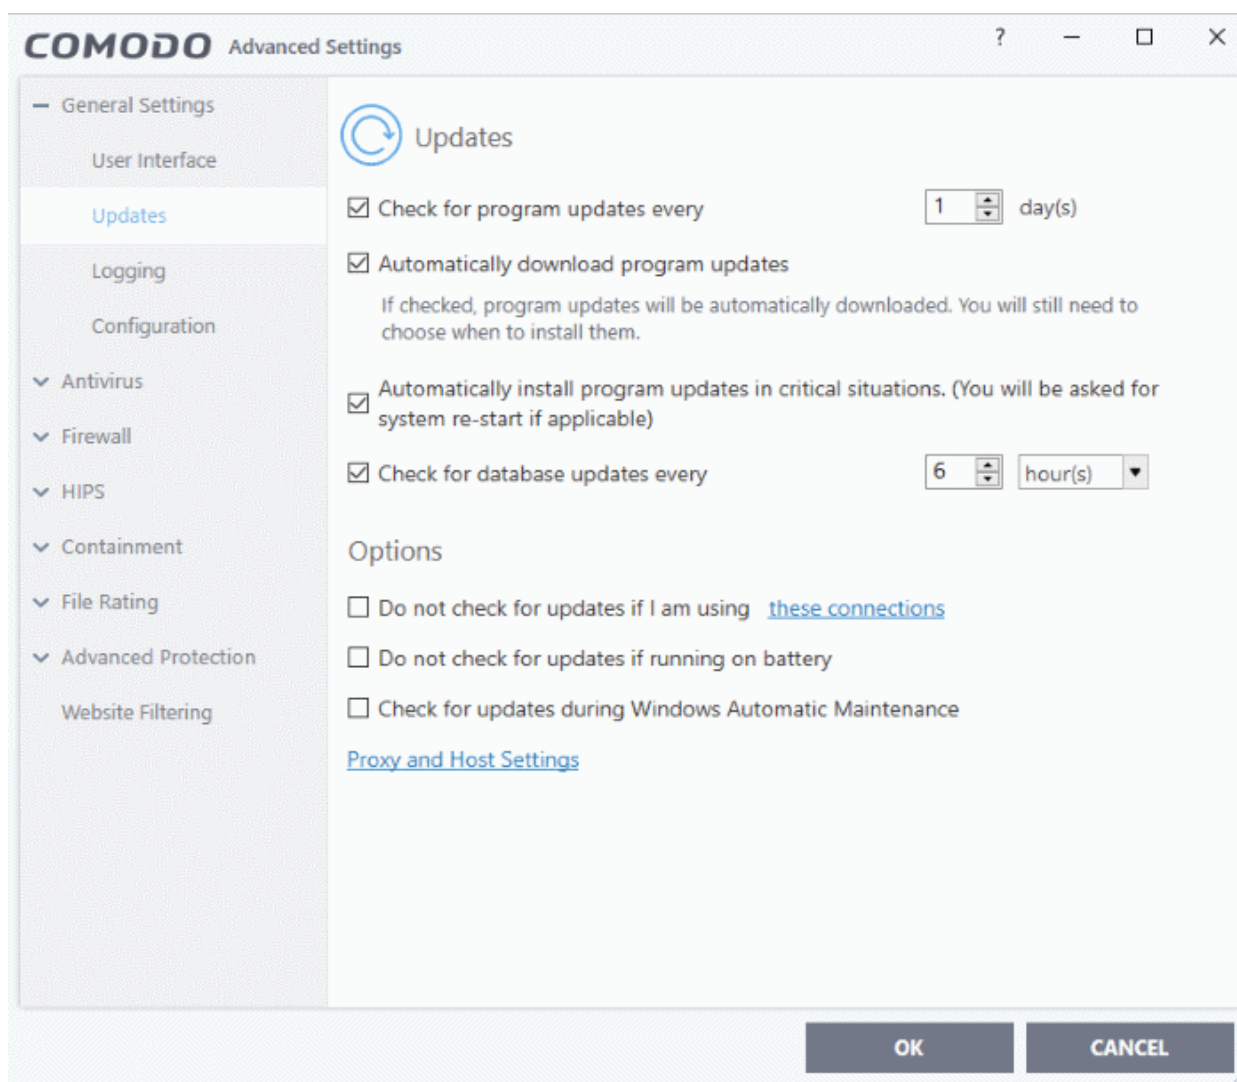 COMODO Advanced Settings ?
General Settings
User Interface
Updates
Logging
Configuration
Antivirus
Firewall
HIPS
Containment
File Rating
Advanced Protection
Website Filtering
Updates
Check for program updates every 1 day(s)
Automatically download program updates
If checked, program updates will be automatically downloaded. You will still need to
choose when to install them.
Automatically install program updates in critical situations. (You will be asked for
system re-start if applicable)
Check for database updates every 6 hour(s)
Options
Do not check for updates if I am using these connections
Do not check for updates if running on battery
Check for updates during Windows Automatic Maintenance
Proxy and Host Settings
OK CANCEL